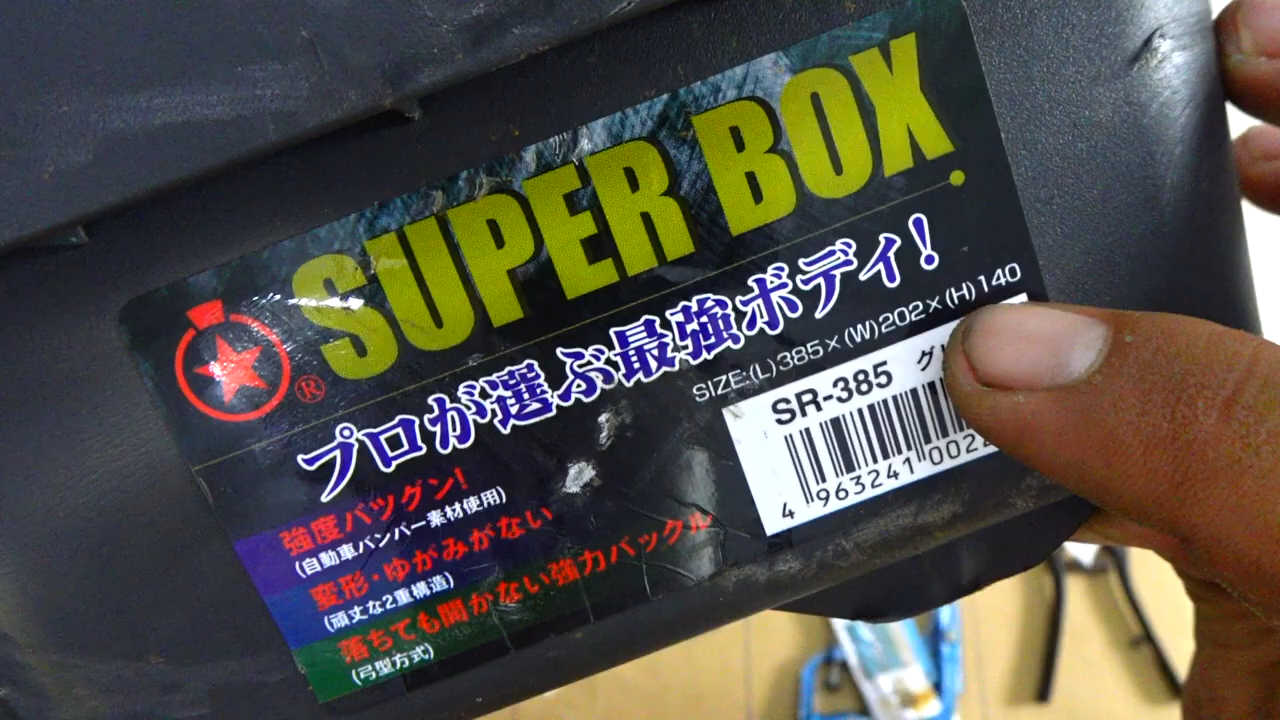 SUPER BOX
®
プロが選ぶ最強ボディ!
SIZE:(L)385×(W)202×(H)140
SR-385 グ
4 963241 002
強度バツグン!
(自動車バンパー素材使用)
変形・ゆがみがない
(頑丈な2重構造)
落ちても開かない強力バックル
(弓型方式)